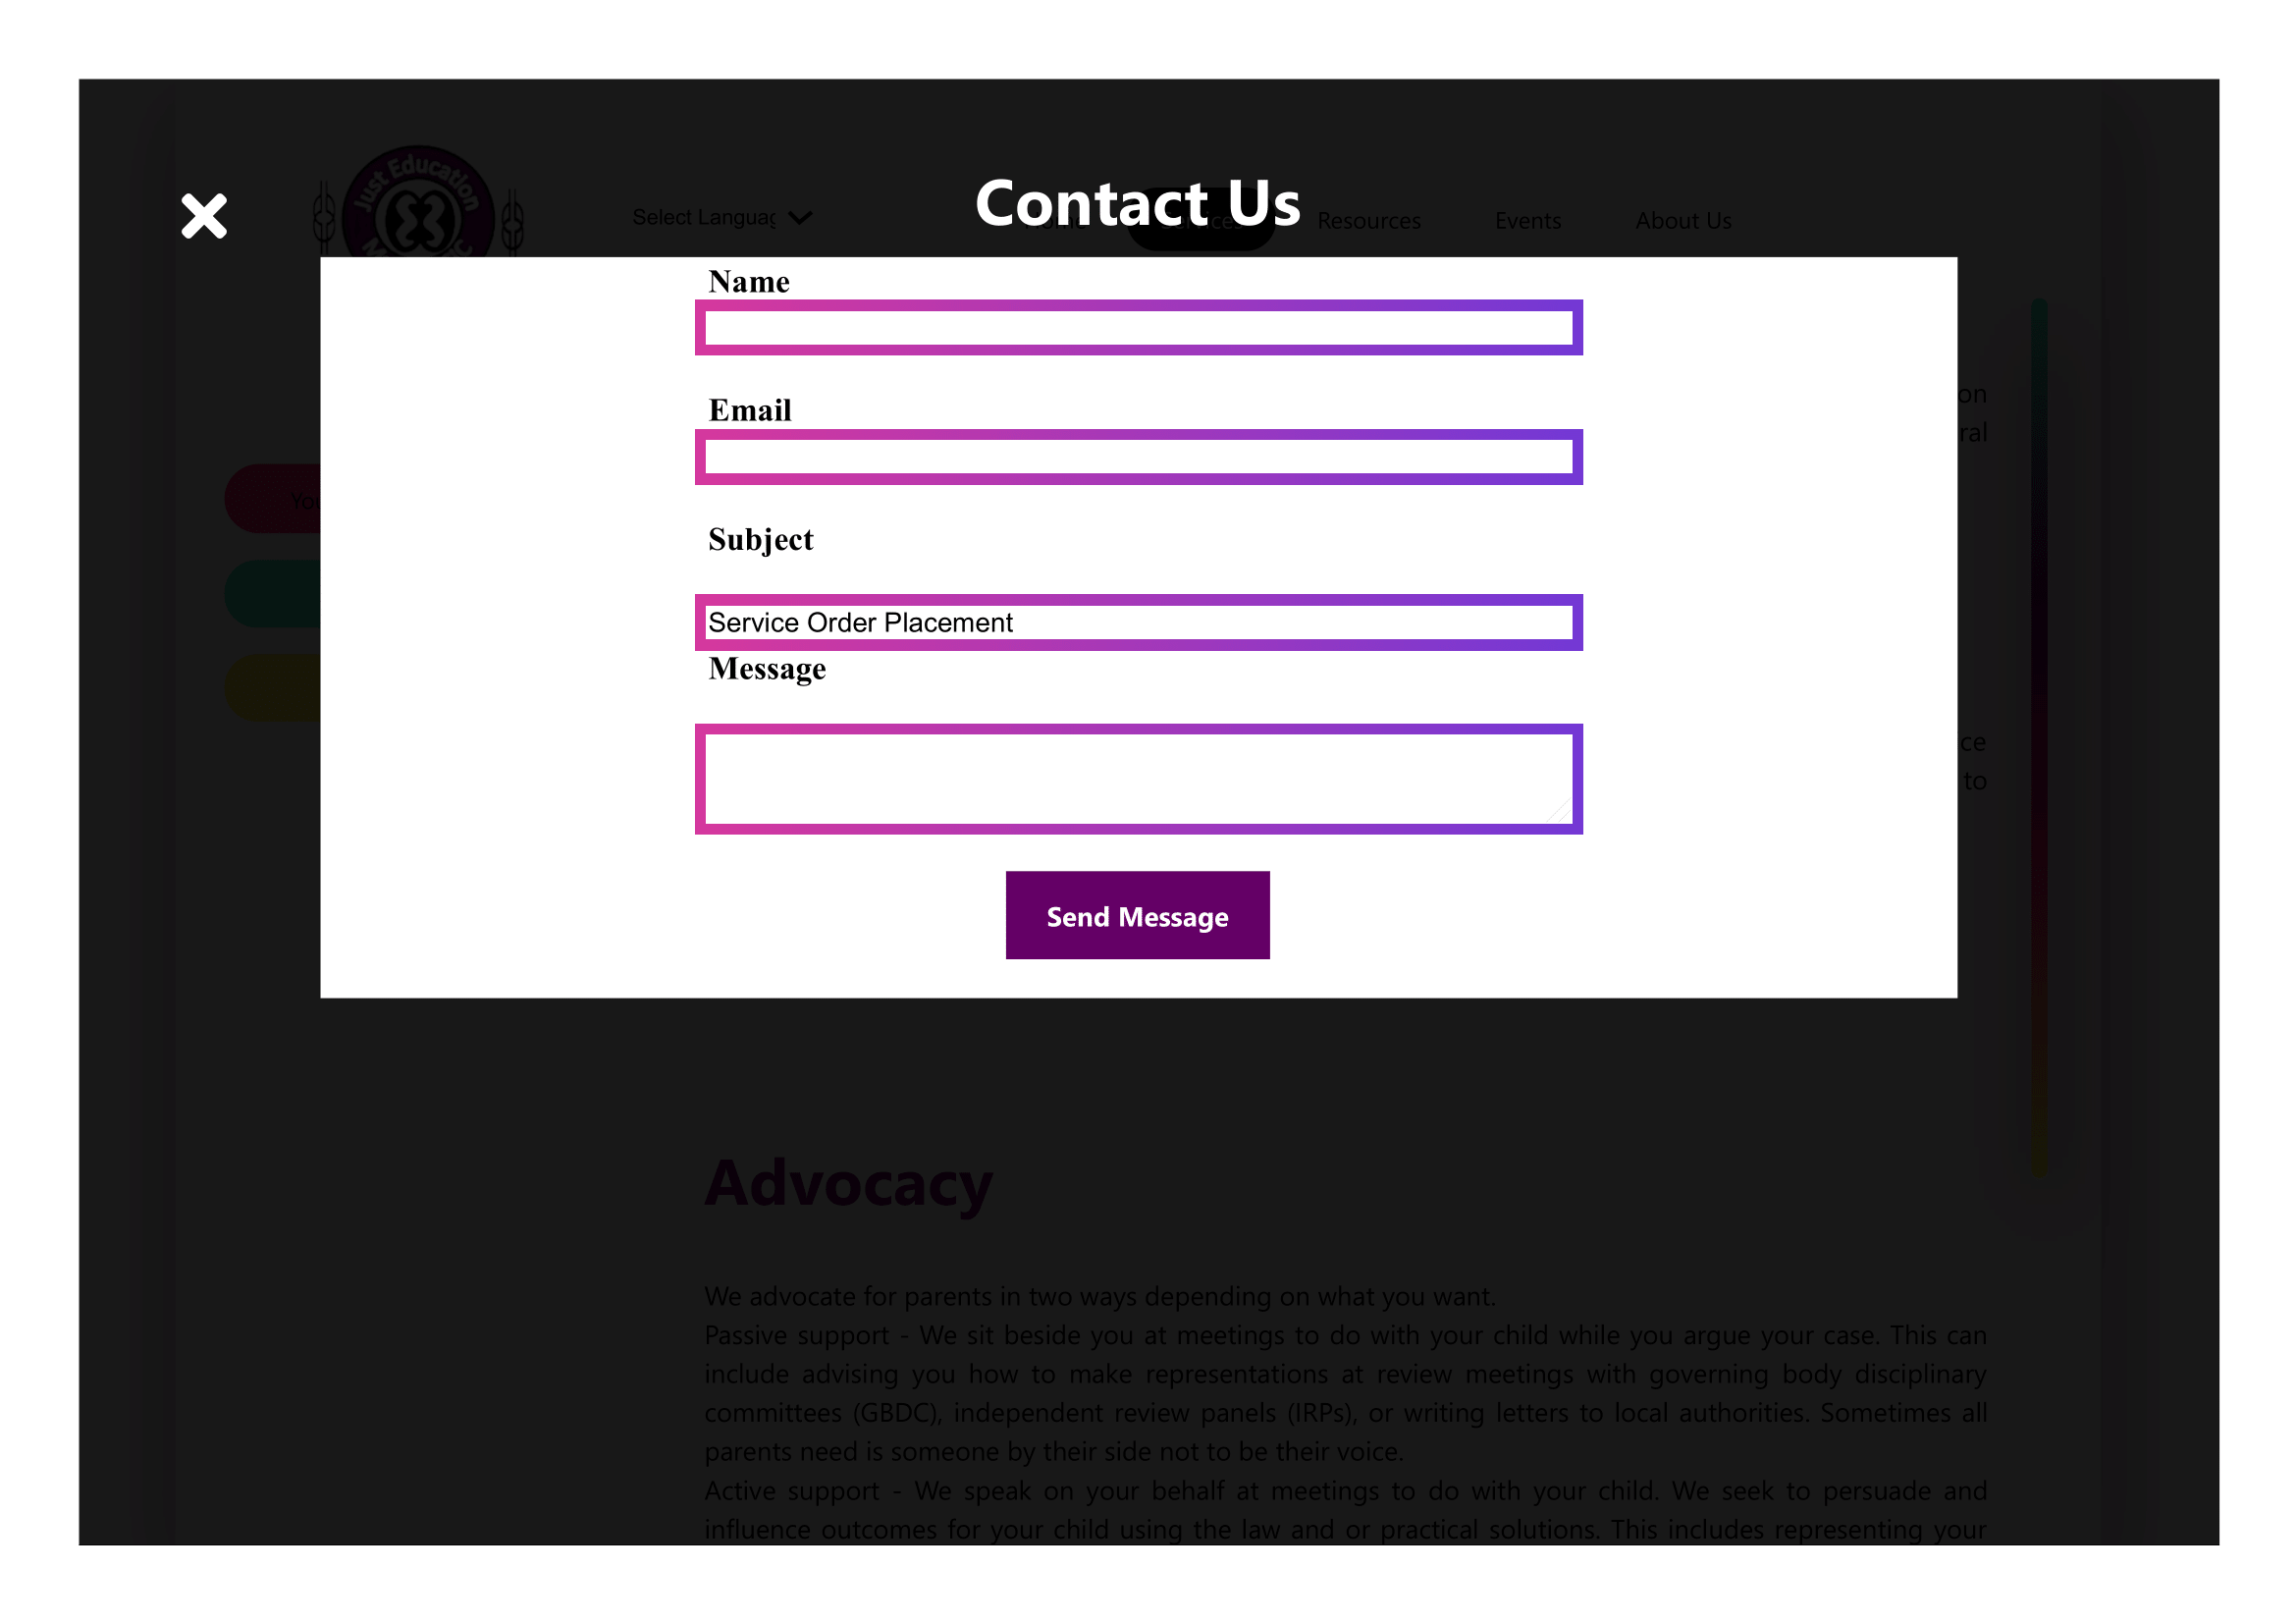 Just Education
Select Languag
Contact Us
Resources
Events
About Us
Name
on
Email
ral
Yo
Subject
Service Order Placement
Message
ce
to
Send Message
Advocacy
We advocate for parents in two ways depending on what you want.
Passive support - We sit beside you at meetings to do with your child while you argue your case. This can
include advising you how to make representations at review meetings with governing body disciplinary
committees (GBDC), independent review panels (IRPs), or writing letters to local authorities. Sometimes all
parents need is someone by their side not to be their voice.
Active support - We speak on your behalf at meetings to do with your child. We seek to persuade and
influence outcomes for your child using the law and or practical solutions. This includes representing your